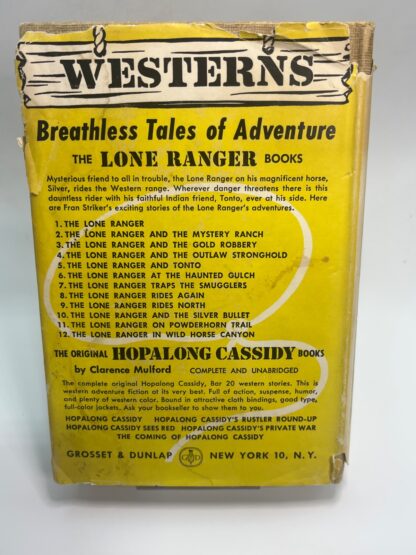 WESTERNS
Breathless Tales of Adventure
THE LONE RANGER BOOKS
Mysterious friend to all in trouble, the Lone Ranger on his magnificent horse,
Silver, rides the Western range. Wherever danger threatens there is this
dauntless rider with his faithful Indian friend, Tonto, ever at his side. Here
are Fran Striker's exciting stories of the Lone Ranger's adventures.
1. THE LONE RANGER
2. THE LONE RANGER AND THE MYSTERY RANCH
3. THE LONE RANGER AND THE GOLD ROBBERY
4. THE LONE RANGER AND THE OUTLAW STRONGHOLD
5. THE LONE RANGER AND TONTO
6. THE LONE RANGER AT THE HAUNTED GULCH
7. THE LONE RANGER TRAPS THE SMUGGLERS
8. THE LONE RANGER RIDES AGAIN
9. THE LONE RANGER RIDES NORTH
10. THE LONE RANGER AND THE SILVER BULLET
11. THE LONE RANGER ON POWDERHORN TRAIL
12. THE LONE RANGER IN WILD HORSE CANYON
THE ORIGINAL HOPALONG CASSIDY BOOKS
by Clarence Mulford COMPLETE AND UNABRIDGED
The complete original Hopalong Cassidy, Bar 20 western stories. This is
western adventure fiction at its very best. Full of action, suspense, humor,
and plenty of western color. Bound in attractive cloth bindings, good type,
full-color jackets. Ask your bookseller to show them to you.
HOPALONG CASSIDY HOPALONG CASSIDY'S RUSTLER ROUND-UP
HOPALONG CASSIDY SEES RED HOPALONG CASSIDY'S PRIVATE WAR
THE COMING OF HOPALONG CASSIDY
GROSSET & DUNLAP G&D NEW YORK 10, N. Y.